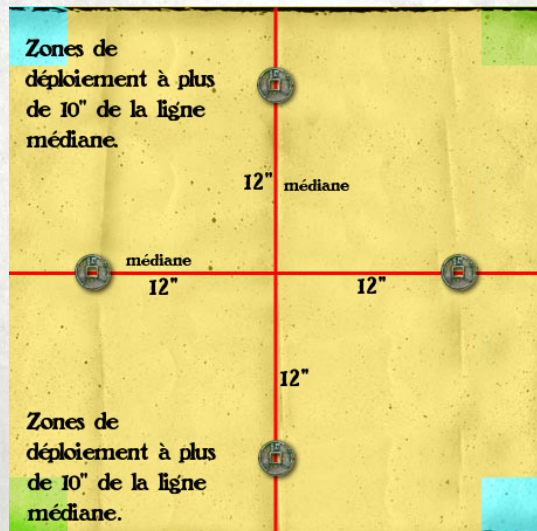 Zones de
déploiement à plus
de 10" de la ligne
médiane.
12" médiane
médiane
12"
12"
12"
Zones de
déploiement à plus
de 10" de la ligne
médiane.